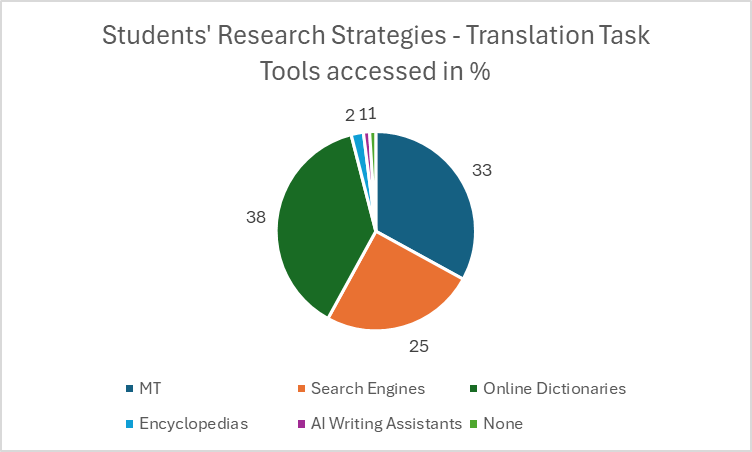 Students' Research Strategies - Translation Task
Tools accessed in %
2 1 1
33
38
25
MT Search Engines Online Dictionaries
Encyclopedias AI Writing Assistants None